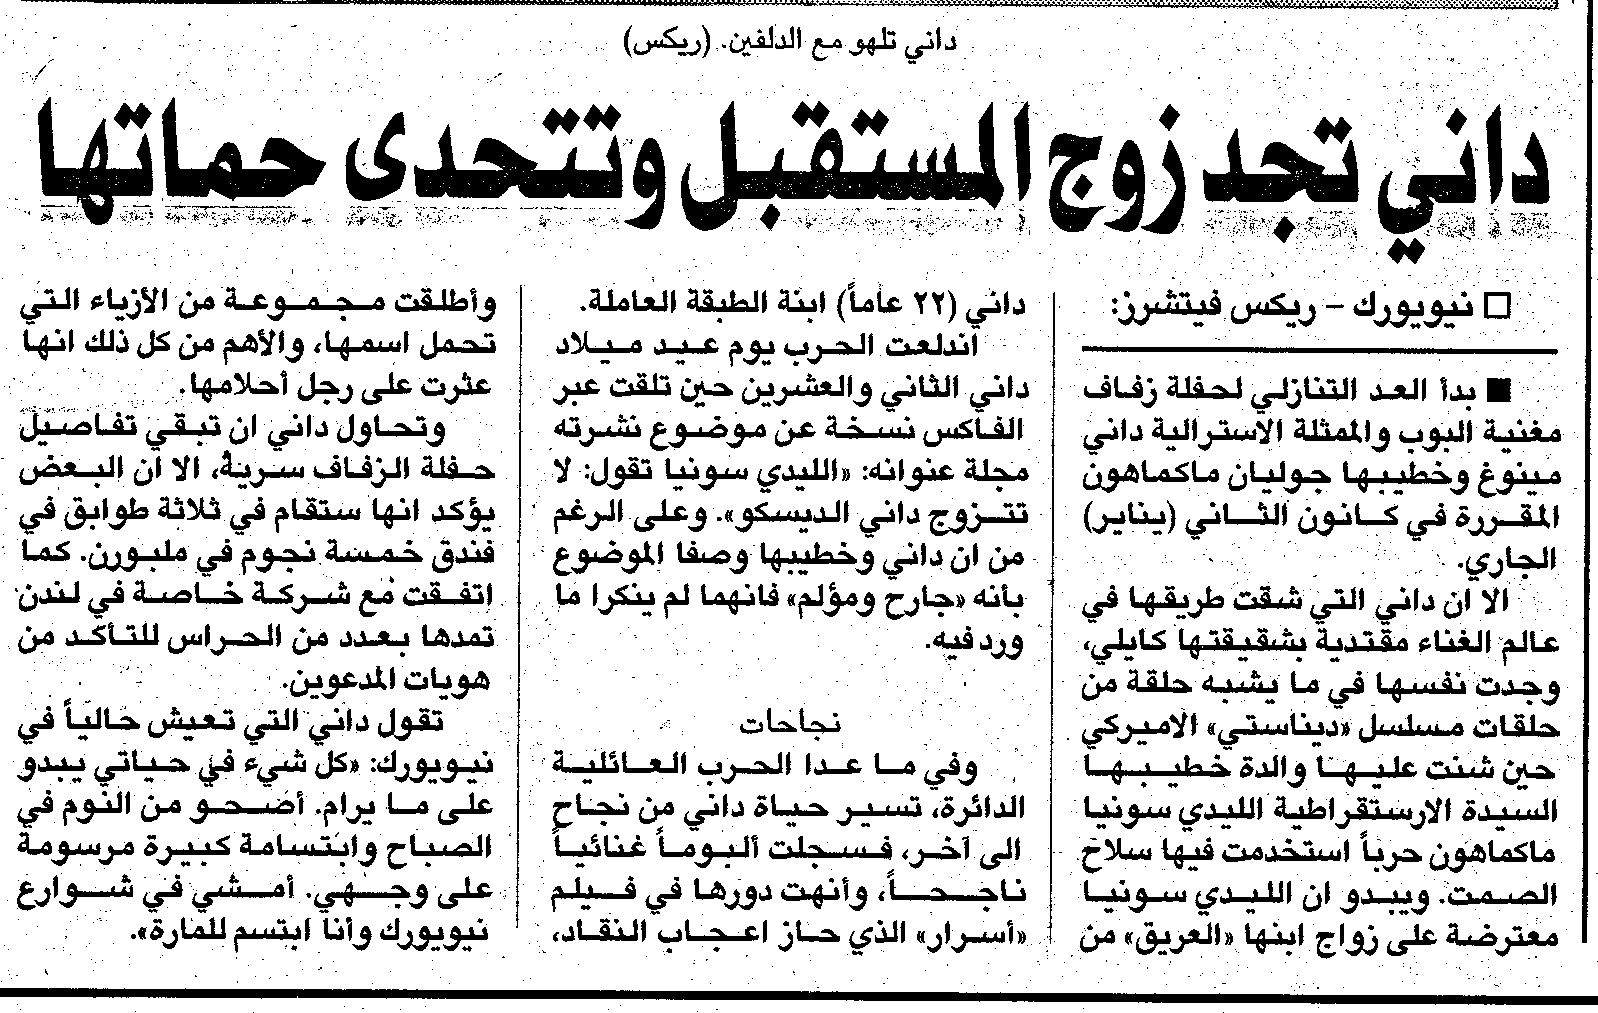 داني تلهو مع الدلفين. (ريكس)
داني تجد زوج المستقبل وتتحدى حماتها
□ نيويورك – ريكس فيتشرز:
■ بدأ العد التنازلي لحفلة زفاف
مغنية البوب والممثلة الاسترالية داني
مينوغ وخطيبها جوليان ماكماهون
المقررة في كانون الثاني (يناير)
الجاري.
الا ان داني التي شقت طريقها في
عالم الغناء مقتدية بشقيقتها كايلي،
وجدت نفسها في ما يشبه حلقة من
حلقات مسلسل «ديناستي» الاميركي
حين شنت عليها والدة خطيبها
السيدة الارستقراطية الليدي سونيا
ماكماهون حرباً استخدمت فيها سلاح
الصمت. ويبدو ان الليدي سونيا
معترضة على زواج ابنها «العريق» من
داني (٢٢ عاماً) ابنة الطبقة العاملة.
اندلعت الحرب يوم عيد ميلاد
داني الثاني والعشرين حين تلقت عبر
الفاكس نسخة عن موضوع نشرته
مجلة عنوانه: «الليدي سونيا تقول: لا
تتزوج داني الديسكو». وعلى الرغم
من ان داني وخطيبها وصفا الموضوع
بأنه «جارح ومؤلم» فانهما لم ينكرا ما
ورد فيه.
نجاحات
وفي ما عدا الحرب العائلية
الدائرة، تسير حياة داني من نجاح
الى آخر، فسجلت ألبوماً غنائياً
ناجحاً، وأنهت دورها في فيلم
«أسرار» الذي حاز اعجاب النقاد،
وأطلقت مجموعة من الأزياء التي
تحمل اسمها، والأهم من كل ذلك انها
عثرت على رجل أحلامها.
وتحاول داني ان تبقي تفاصيل
حفلة الزفاف سرية، الا ان البعض
يؤكد انها ستقام في ثلاثة طوابق في
فندق خمسة نجوم في ملبورن. كما
اتفقت مع شركة خاصة في لندن
تمدها بعدد من الحراس للتأكد من
هويات المدعوين.
تقول داني التي تعيش حالياً في
نيويورك: «كل شيء في حياتي يبدو
على ما يرام. أضحو من النوم في
الصباح وابتسامة كبيرة مرسومة
على وجهي. أمشي في شوارع
نيويورك وأنا ابتسم للمارة».